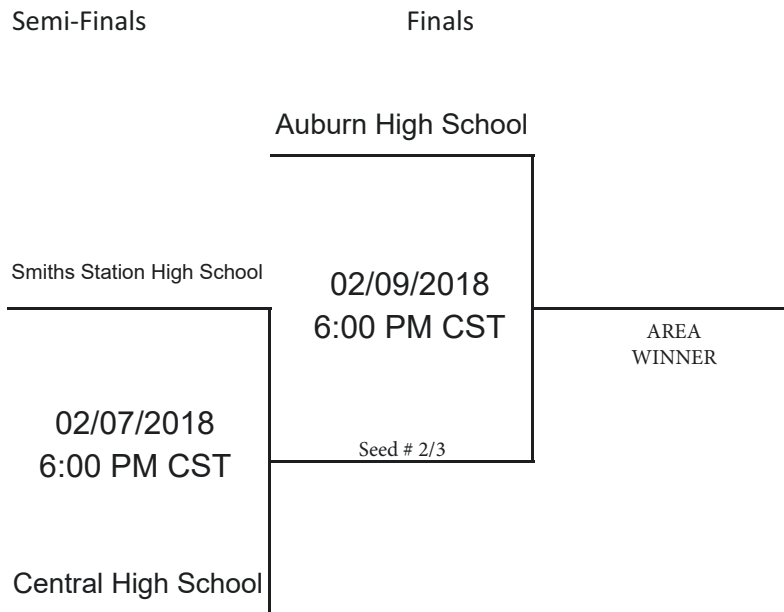 Semi-Finals
Finals
Auburn High School
Smiths Station High School
02/09/2018
6:00 PM CST
AREA
WINNER
02/07/2018
6:00 PM CST
Seed # 2/3
Central High School